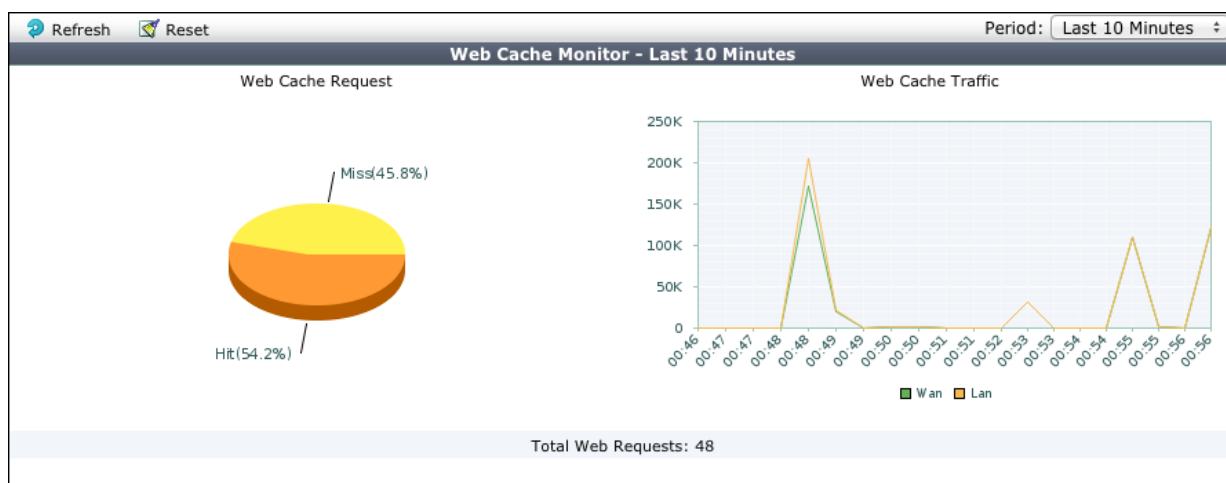 Refresh Reset Period: Last 10 Minutes
Web Cache Monitor - Last 10 Minutes
Web Cache Request
Miss(45.8%)
Hit(54.2%)
Web Cache Traffic
250K
200K
150K
100K
50K
0
00:46 00:47 00:47 00:48 00:48 00:49 00:49 00:50 00:50 00:51 00:51 00:52 00:53 00:53 00:54 00:54 00:55 00:55 00:56 00:56
Wan Lan
Total Web Requests: 48